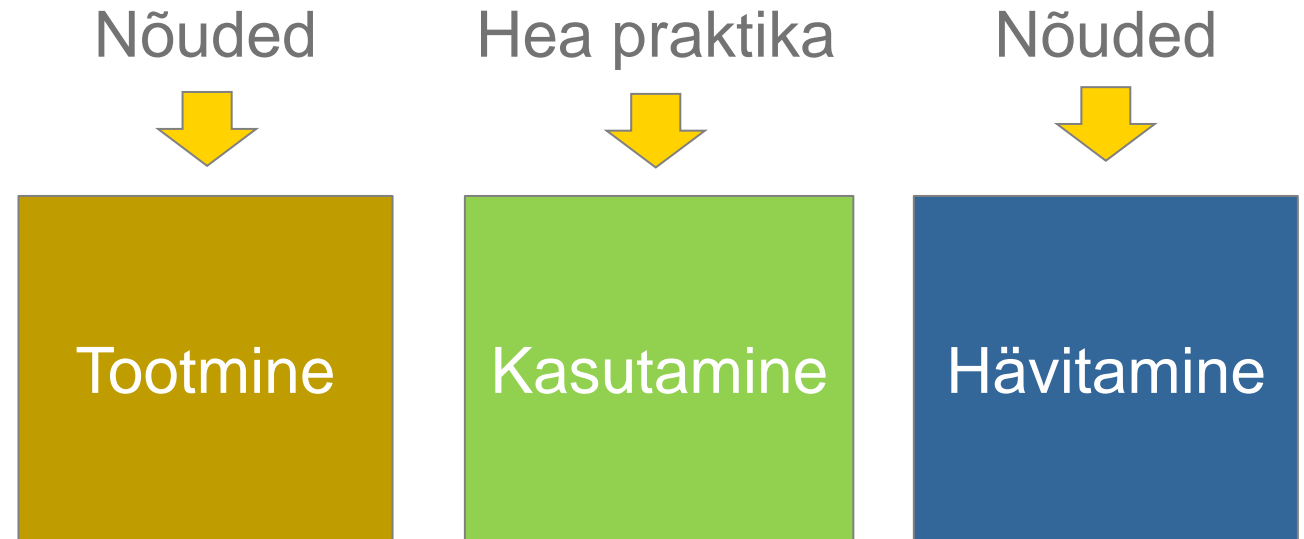 Nõuded
Hea praktika
Nõuded
Tootmine
Kasutamine
Hävitamine